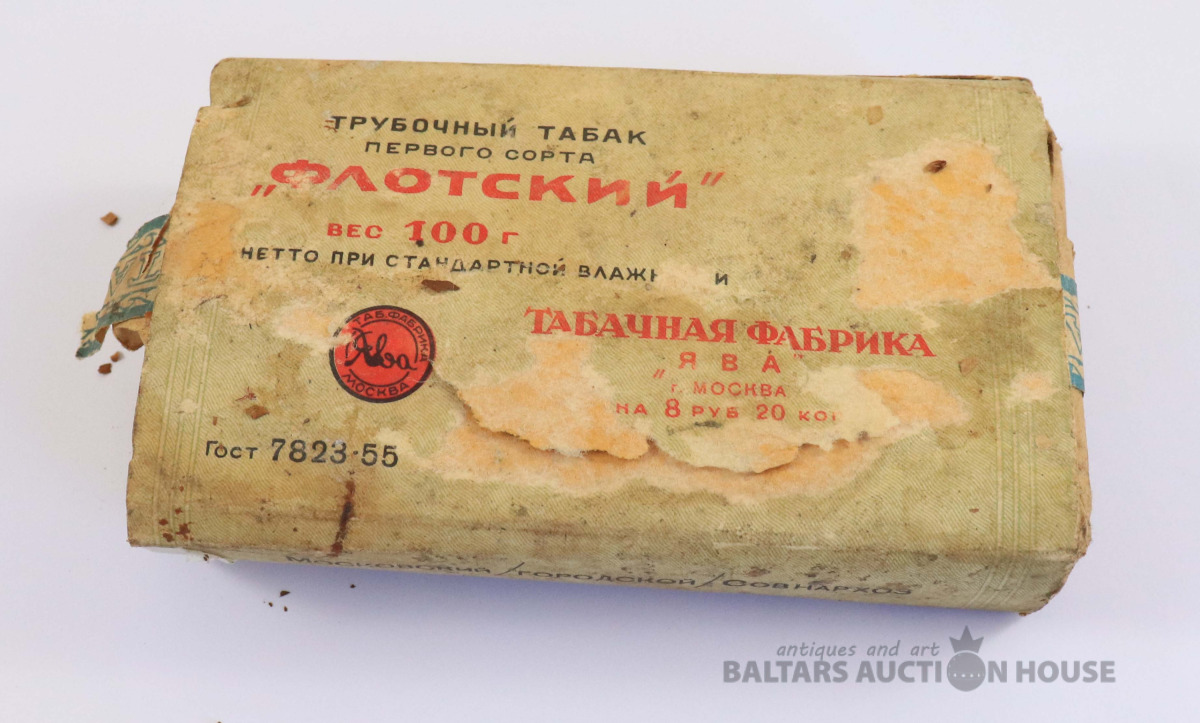 ТРУБОЧНЫЙ ТАБАК
ПЕРВОГО СОРТА
„ФЛОТСКИЙ"
ВЕС 100 Г
НЕТТО ПРИ СТАНДАРТНОЙ
ТАБ. ФАБРИКА
Ява
МОСКВА
ТАБАЧНАЯ ФАБРИКА
„ЯВА"
г. МОСКВА
НА 8 РУБ 20 КОП
Гост 7823-55
МОСКОВСКИЙ /ГОРОДСКОЙ/ СОВНАРХОЗ
antiques and art
BALTARS AUCTION HOUSE